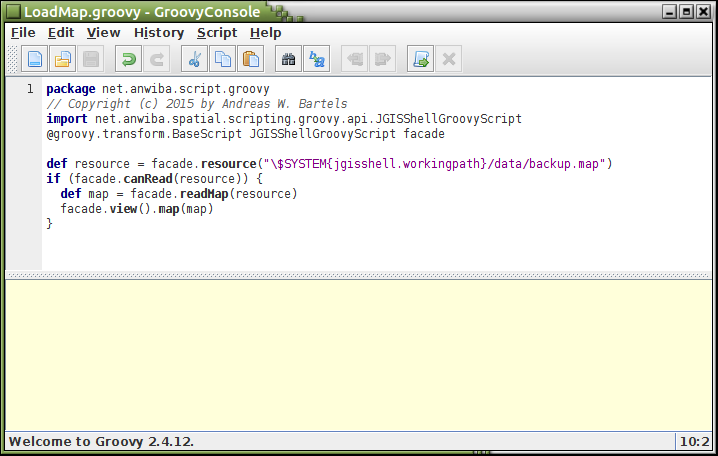 LoadMap.groovy - GroovyConsole
File Edit View History Script Help
1 package net.anwiba.script.groovy
// Copyright (c) 2015 by Andreas W. Bartels
import net.anwiba.spatial.scripting.groovy.api.JGISShellGroovyScript
@groovy.transform.BaseScript JGISShellGroovyScript facade
def resource = facade.resource("\$SYSTEM{jgisshell.workingpath}/data/backup.map")
if (facade.canRead(resource)) {
def map = facade.readMap(resource)
facade.view().map(map)
}
Welcome to Groovy 2.4.12. 10:2